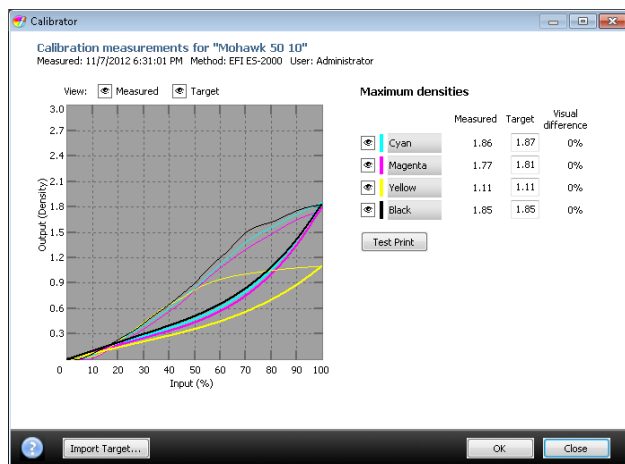 Calibrator
Calibration measurements for "Mohawk 50 10"
Measured: 11/7/2012 6:31:01 PM Method: EFI ES-2000 User: Administrator
View: Measured Target
3.0
2.7
2.4
2.1
1.8
1.5
1.2
0.9
0.6
0.3
Output (Density)
0 10 20 30 40 50 60 70 80 90 100
Input (%)
Maximum densities
Measured Target Visual difference
Cyan 1.86 1.87 0%
Magenta 1.77 1.81 0%
Yellow 1.11 1.11 0%
Black 1.85 1.85 0%
Test Print
? Import Target... OK Close